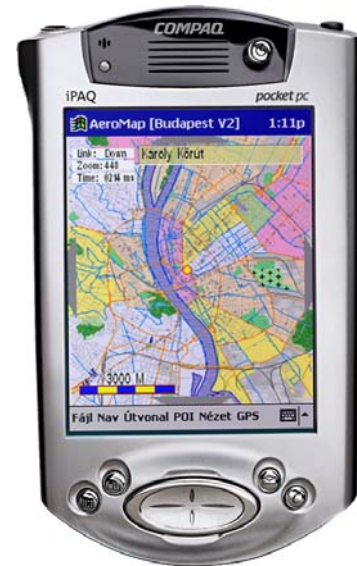 COMPAQ
iPAQ pocket pc
AeroMap [Budapest V2] 1:11p
Link: Down Karoly Körut
Zoom:448
Time: 0214 ms
3000 M
Fájl Nav Útvonal POI Nézet GPS